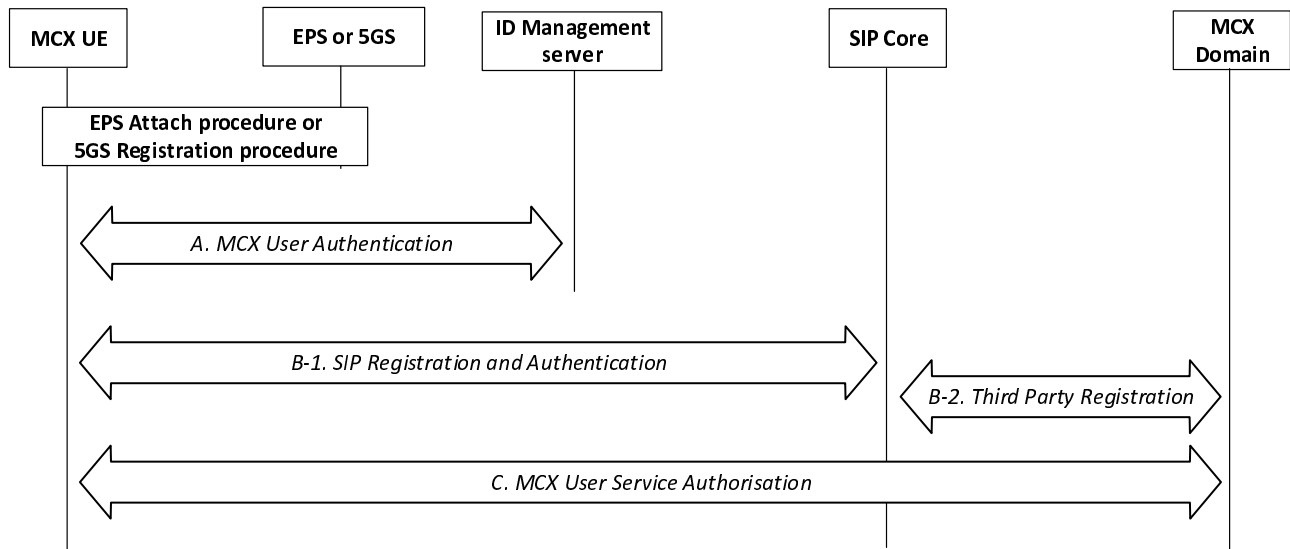 MCX UE
EPS or 5GS
ID Management
server
SIP Core
MCX
Domain
EPS Attach procedure or
5GS Registration procedure
A. MCX User Authentication
B-1. SIP Registration and Authentication
B-2. Third Party Registration
C. MCX User Service Authorisation